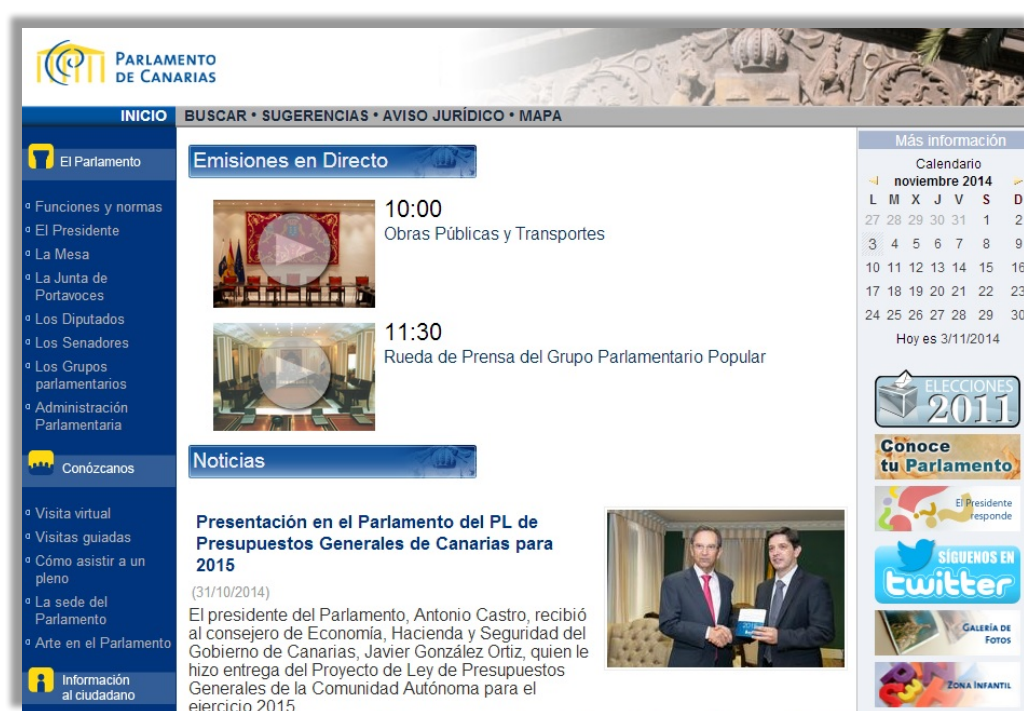 PARLAMENTO
DE CANARIAS
INICIO
BUSCAR • SUGERENCIAS • AVISO JURÍDICO • MAPA
El Parlamento
Funciones y normas
El Presidente
La Mesa
La Junta de
Portavoces
Los Diputados
Los Senadores
Los Grupos
parlamentarios
Administración
Parlamentaria
Conózcanos
Visita virtual
Visitas guiadas
Cómo asistir a un
pleno
La sede del
Parlamento
Arte en el Parlamento
Información
al ciudadano
Emisiones en Directo
10:00
Obras Públicas y Transportes
11:30
Rueda de Prensa del Grupo Parlamentario Popular
Noticias
Presentación en el Parlamento del PL de
Presupuestos Generales de Canarias para
2015
(31/10/2014)
El presidente del Parlamento, Antonio Castro, recibió
al consejero de Economía, Hacienda y Seguridad del
Gobierno de Canarias, Javier González Ortiz, quien le
hizo entrega del Proyecto de Ley de Presupuestos
Generales de la Comunidad Autónoma para el
ejercicio 2015
Más información
Calendario
noviembre 2014
L M X J V S D
27 28 29 30 31 1 2
3 4 5 6 7 8 9
10 11 12 13 14 15 16
17 18 19 20 21 22 23
24 25 26 27 28 29 30
Hoy es 3/11/2014
ELECCIONES
2011
Conoce
tu Parlamento
El Presidente
responde
SÍGUENOS EN
twitter
GALERÍA DE
FOTOS
ZONA INFANTIL